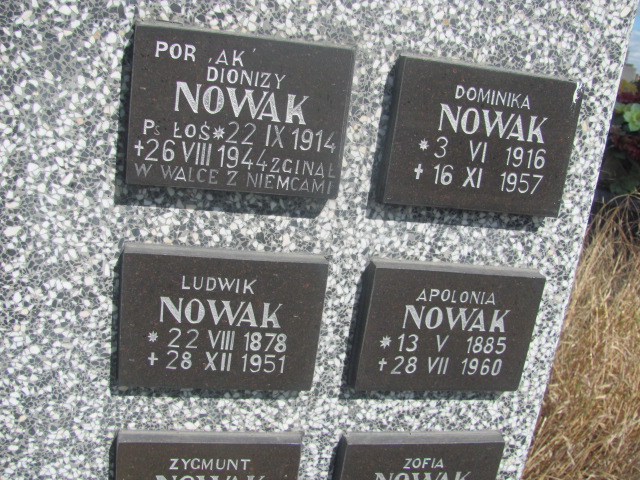 POR ‚AK'
DIONIZY
NOWAK
Ps ŁOŚ * 22 IX 1914
+ 26 VIII 1944 ZGINĄŁ
W WALCE Z NIEMCAMI
DOMINIKA
NOWAK
* 3 VI 1916
+ 16 XI 1957
LUDWIK
NOWAK
* 22 VIII 1878
+ 28 XII 1951
APOLONIA
NOWAK
* 13 V 1885
+ 28 VII 1960
ZYGMUNT
NOWAK
ZOFIA
NOWAK